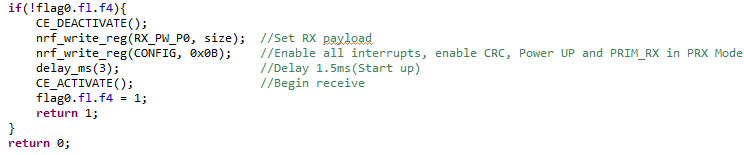 if(!flag0.fl.f4){
CE_DEACTIVATE();
nrf_write_reg(RX_PW_P0, size);  //Set RX payload
nrf_write_reg(CONFIG, 0x0B);    //Enable all interrupts, enable CRC, Power UP and PRIM_RX in PRX Mode
delay_ms(3);                    //Delay 1.5ms(Start up)
CE_ACTIVATE();                  //Begin receive
flag0.fl.f4 = 1;
return 1;
}
return 0;